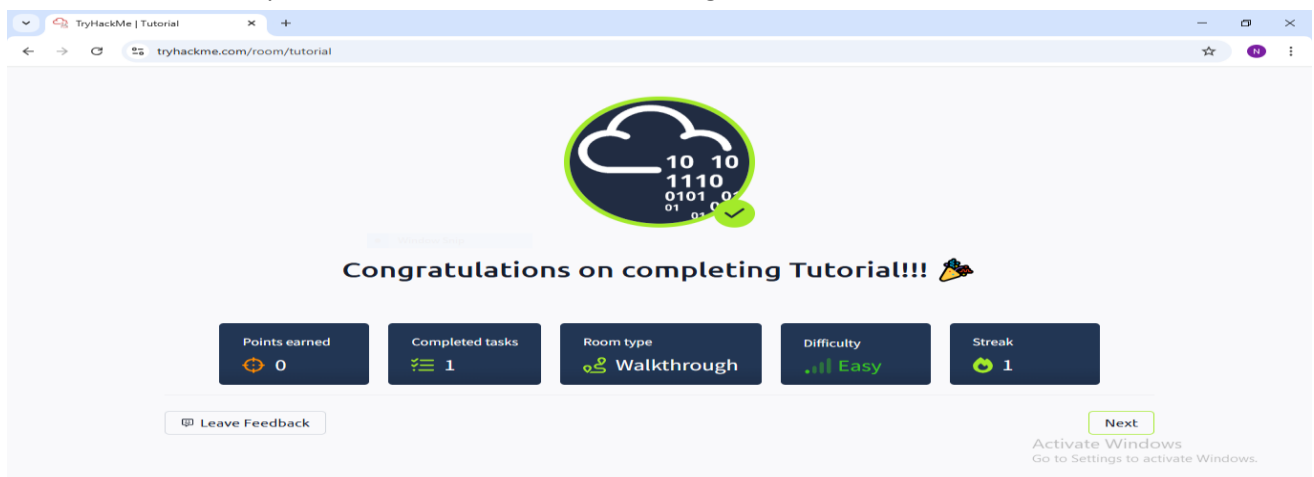 TryHackMe | Tutorial
tryhackme.com/room/tutorial
N
10 10
1110
0101 01
01 01
Congratulations on completing Tutorial!!!
Points earned
0
Completed tasks
1
Room type
Walkthrough
Difficulty
Easy
Streak
1
Leave Feedback
Next
Activate Windows
Go to Settings to activate Windows.